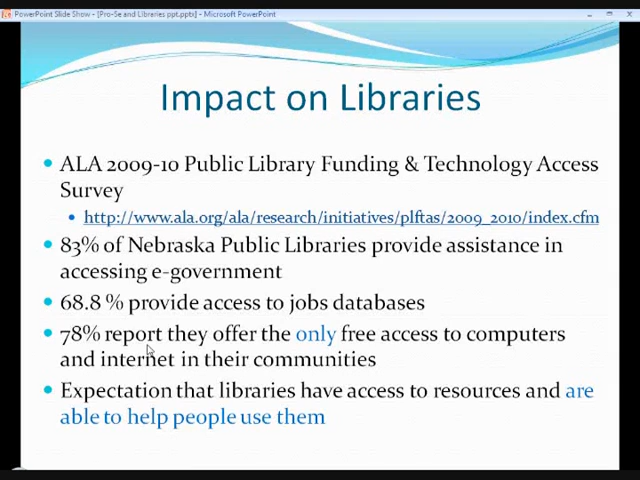 PowerPoint Slide Show - [Pro-Se and Libraries ppt.pptx] - Microsoft PowerPoint
Impact on Libraries
ALA 2009-10 Public Library Funding & Technology Access
Survey
http://www.ala.org/ala/research/initiatives/plftas/2009_2010/index.cfm
83% of Nebraska Public Libraries provide assistance in
accessing e-government
68.8 % provide access to jobs databases
78% report they offer the only free access to computers
and internet in their communities
Expectation that libraries have access to resources and are
able to help people use them